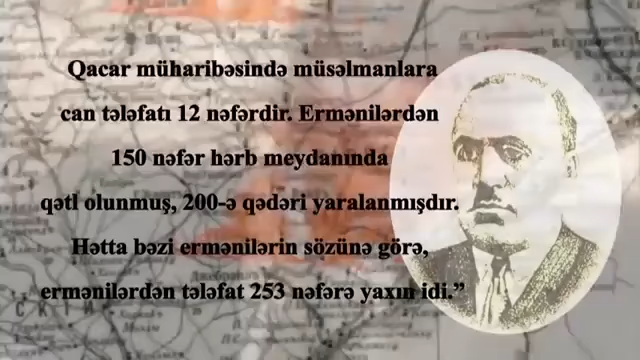 Qacar müharibəsində müsəlmanlara
can tələfatı 12 nəfərdir. Ermənilərdən
150 nəfər hərb meydanında
qətl olunmuş, 200-ə qədəri yaralanmışdır.
Hətta bəzi ermənilərin sözünə görə,
ermənilərdən tələfat 253 nəfərə yaxın idi.”